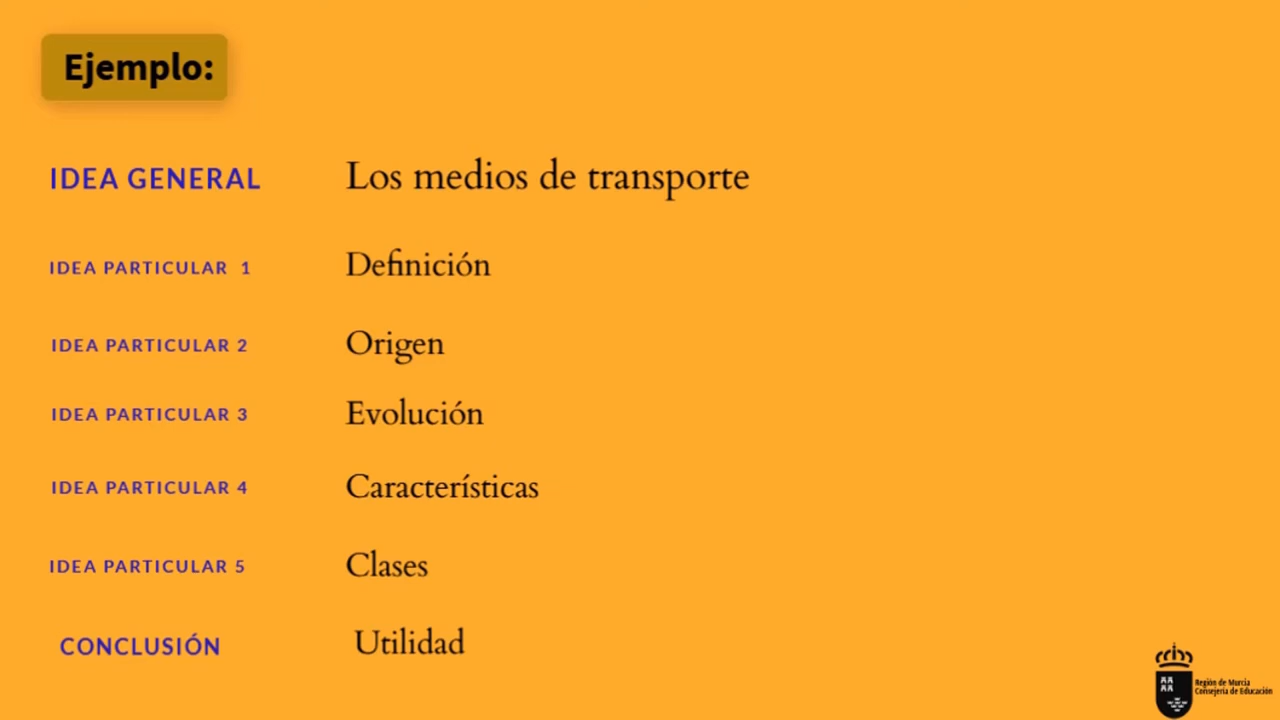 Ejemplo:
IDEA GENERAL Los medios de transporte
IDEA PARTICULAR 1 Definición
IDEA PARTICULAR 2 Origen
IDEA PARTICULAR 3 Evolución
IDEA PARTICULAR 4 Características
IDEA PARTICULAR 5 Clases
CONCLUSIÓN Utilidad
Región de Murcia
Consejería de Educación